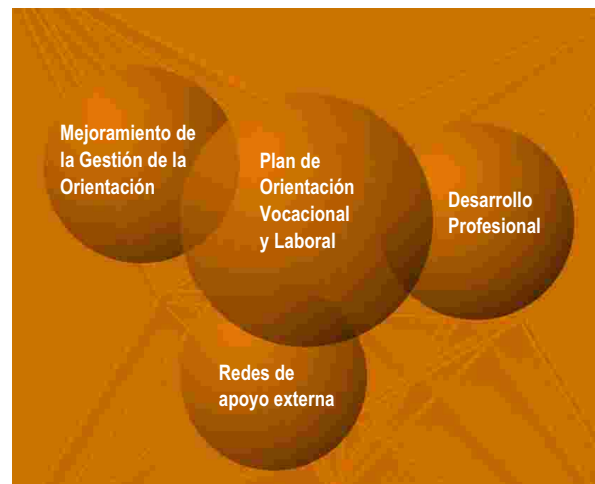 Mejoramiento de
la Gestión de la
Orientación
Plan de
Orientación
Vocacional
y Laboral
Desarrollo
Profesional
Redes de
apoyo externa